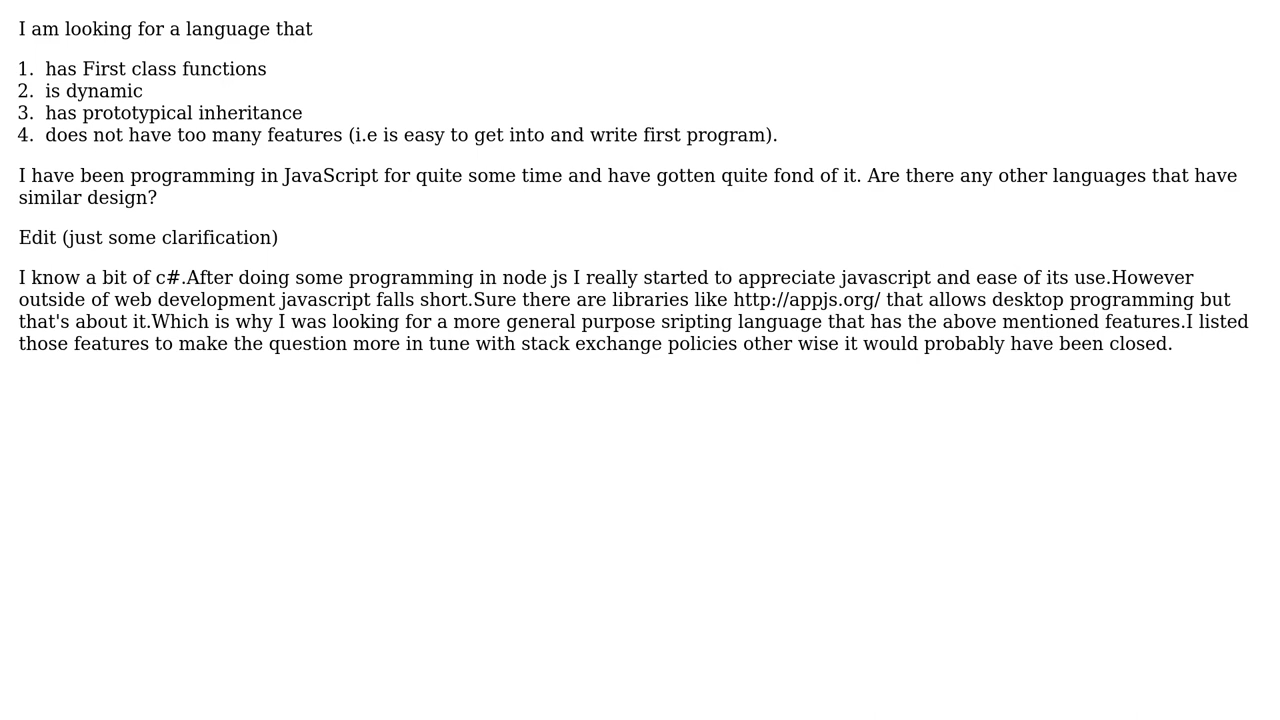 I am looking for a language that
1. has First class functions
2. is dynamic
3. has prototypical inheritance
4. does not have too many features (i.e is easy to get into and write first program).
I have been programming in JavaScript for quite some time and have gotten quite fond of it. Are there any other languages that have
similar design?
Edit (just some clarification)
I know a bit of c#.After doing some programming in node js I really started to appreciate javascript and ease of its use.However
outside of web development javascript falls short.Sure there are libraries like http://appjs.org/ that allows desktop programming but
that's about it.Which is why I was looking for a more general purpose sripting language that has the above mentioned features.I listed
those features to make the question more in tune with stack exchange policies other wise it would probably have been closed.